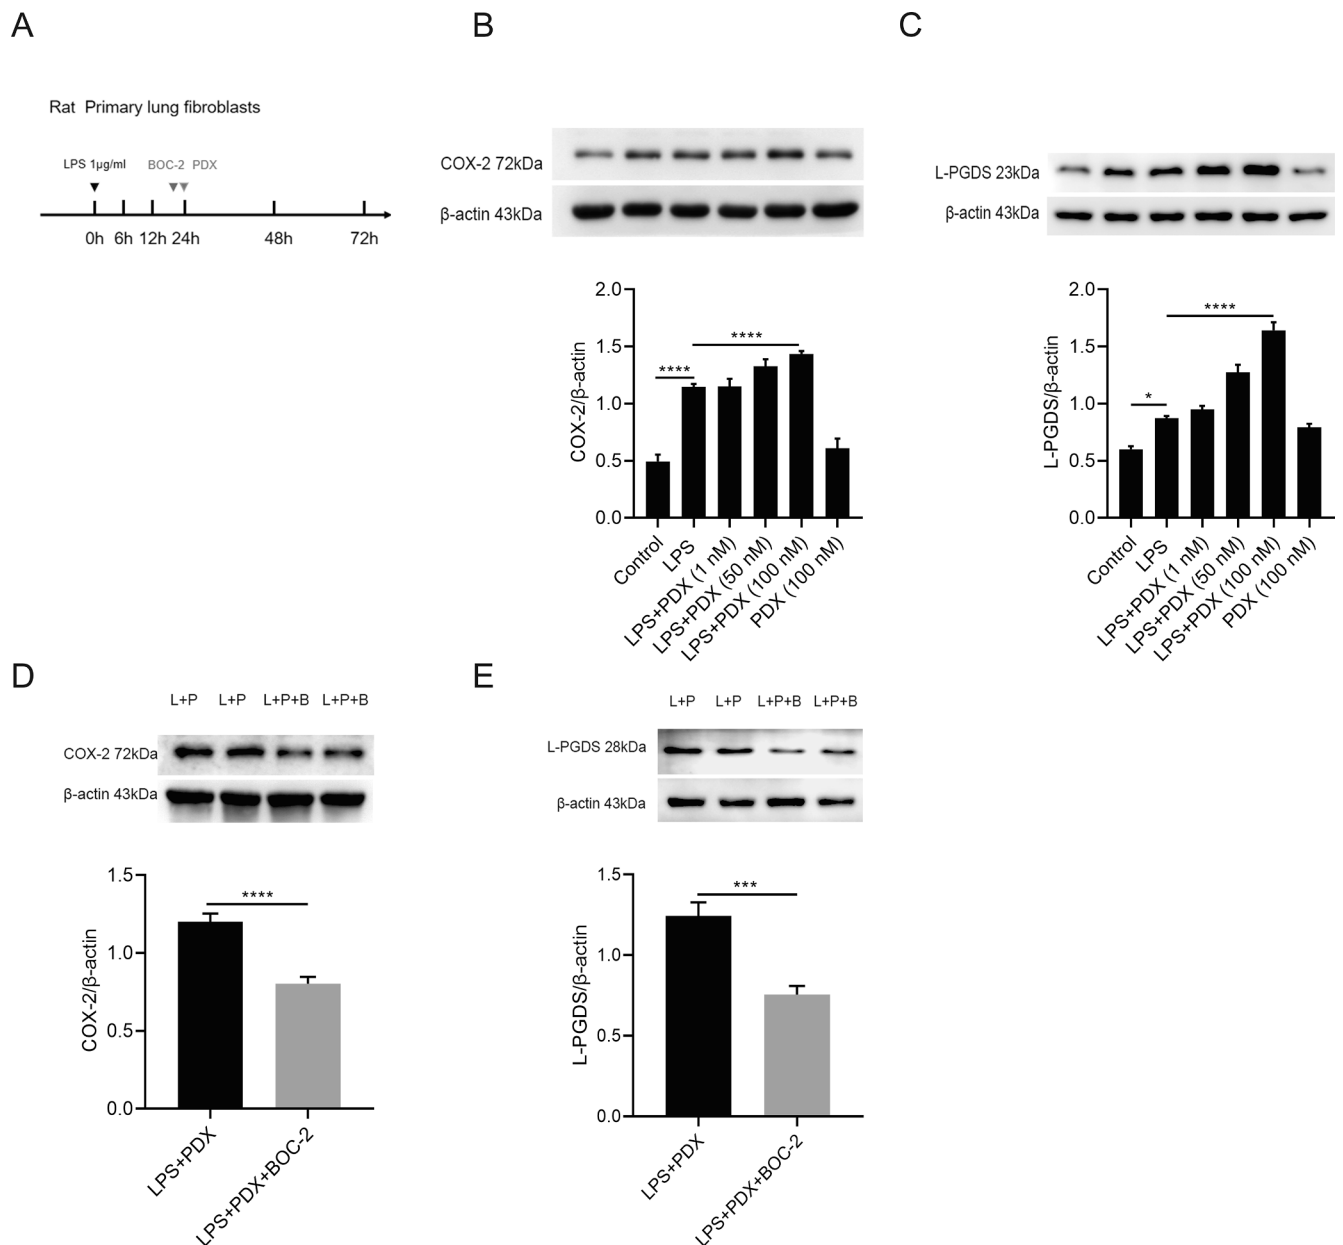 A
B
C
Rat Primary lung fibroblasts
LPS 1μg/ml
BOC-2 PDX
0h 6h 12h 24h 48h 72h
COX-2 72kDa
β-actin 43kDa
2.0
1.5
1.0
0.5
0.0
COX-2/β-actin
****
****
Control
LPS
LPS+PDX (1 nM)
LPS+PDX (50 nM)
LPS+PDX (100 nM)
PDX (100 nM)
L-PGDS 23kDa
β-actin 43kDa
2.0
1.5
1.0
0.5
0.0
L-PGDS/β-actin
*
****
Control
LPS
LPS+PDX (1 nM)
LPS+PDX (50 nM)
LPS+PDX (100 nM)
PDX (100 nM)
D
L+P L+P L+P+B L+P+B
COX-2 72kDa
β-actin 43kDa
1.5
1.0
0.5
0.0
COX-2/β-actin
****
LPS+PDX
LPS+PDX+BOC-2
E
L+P L+P L+P+B L+P+B
L-PGDS 28kDa
β-actin 43kDa
1.5
1.0
0.5
0.0
L-PGDS/β-actin
***
LPS+PDX
LPS+PDX+BOC-2